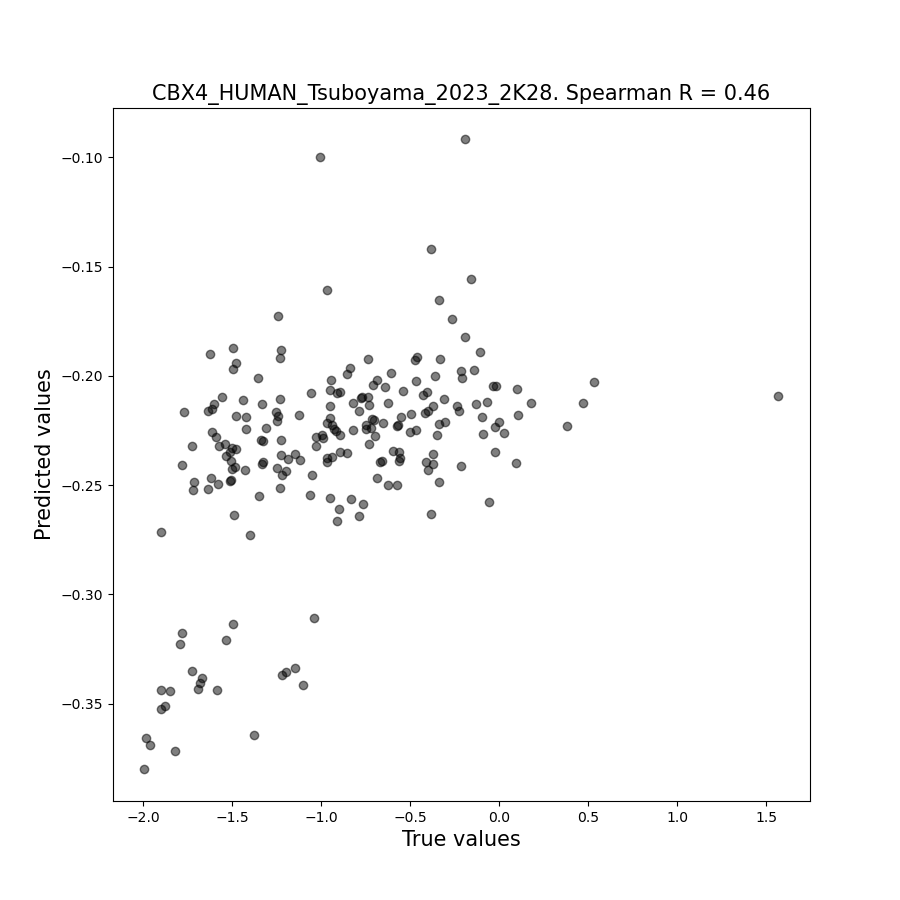 CBX4_HUMAN_Tsuboyama_2023_2K28. Spearman R = 0.46
−0.10
−0.15
−0.20
−0.25
−0.30
−0.35
Predicted values
−2.0 −1.5 −1.0 −0.5 0.0 0.5 1.0 1.5
True values